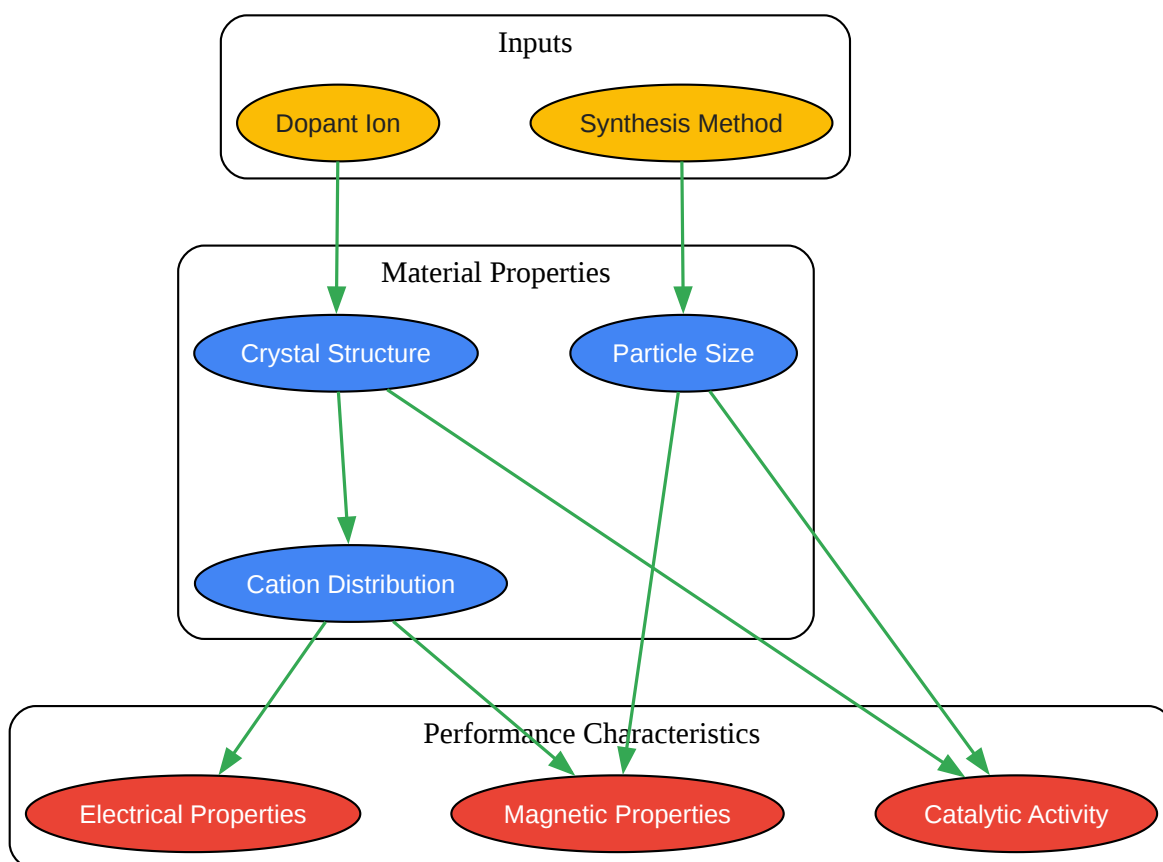 Inputs
Dopant Ion
Synthesis Method
Material Properties
Crystal Structure
Particle Size
Cation Distribution
Performance Characteristics
Electrical Properties
Magnetic Properties
Catalytic Activity